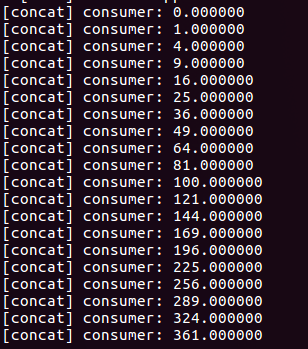 [concat] consumer: 0.000000
[concat] consumer: 1.000000
[concat] consumer: 4.000000
[concat] consumer: 9.000000
[concat] consumer: 16.000000
[concat] consumer: 25.000000
[concat] consumer: 36.000000
[concat] consumer: 49.000000
[concat] consumer: 64.000000
[concat] consumer: 81.000000
[concat] consumer: 100.000000
[concat] consumer: 121.000000
[concat] consumer: 144.000000
[concat] consumer: 169.000000
[concat] consumer: 196.000000
[concat] consumer: 225.000000
[concat] consumer: 256.000000
[concat] consumer: 289.000000
[concat] consumer: 324.000000
[concat] consumer: 361.000000